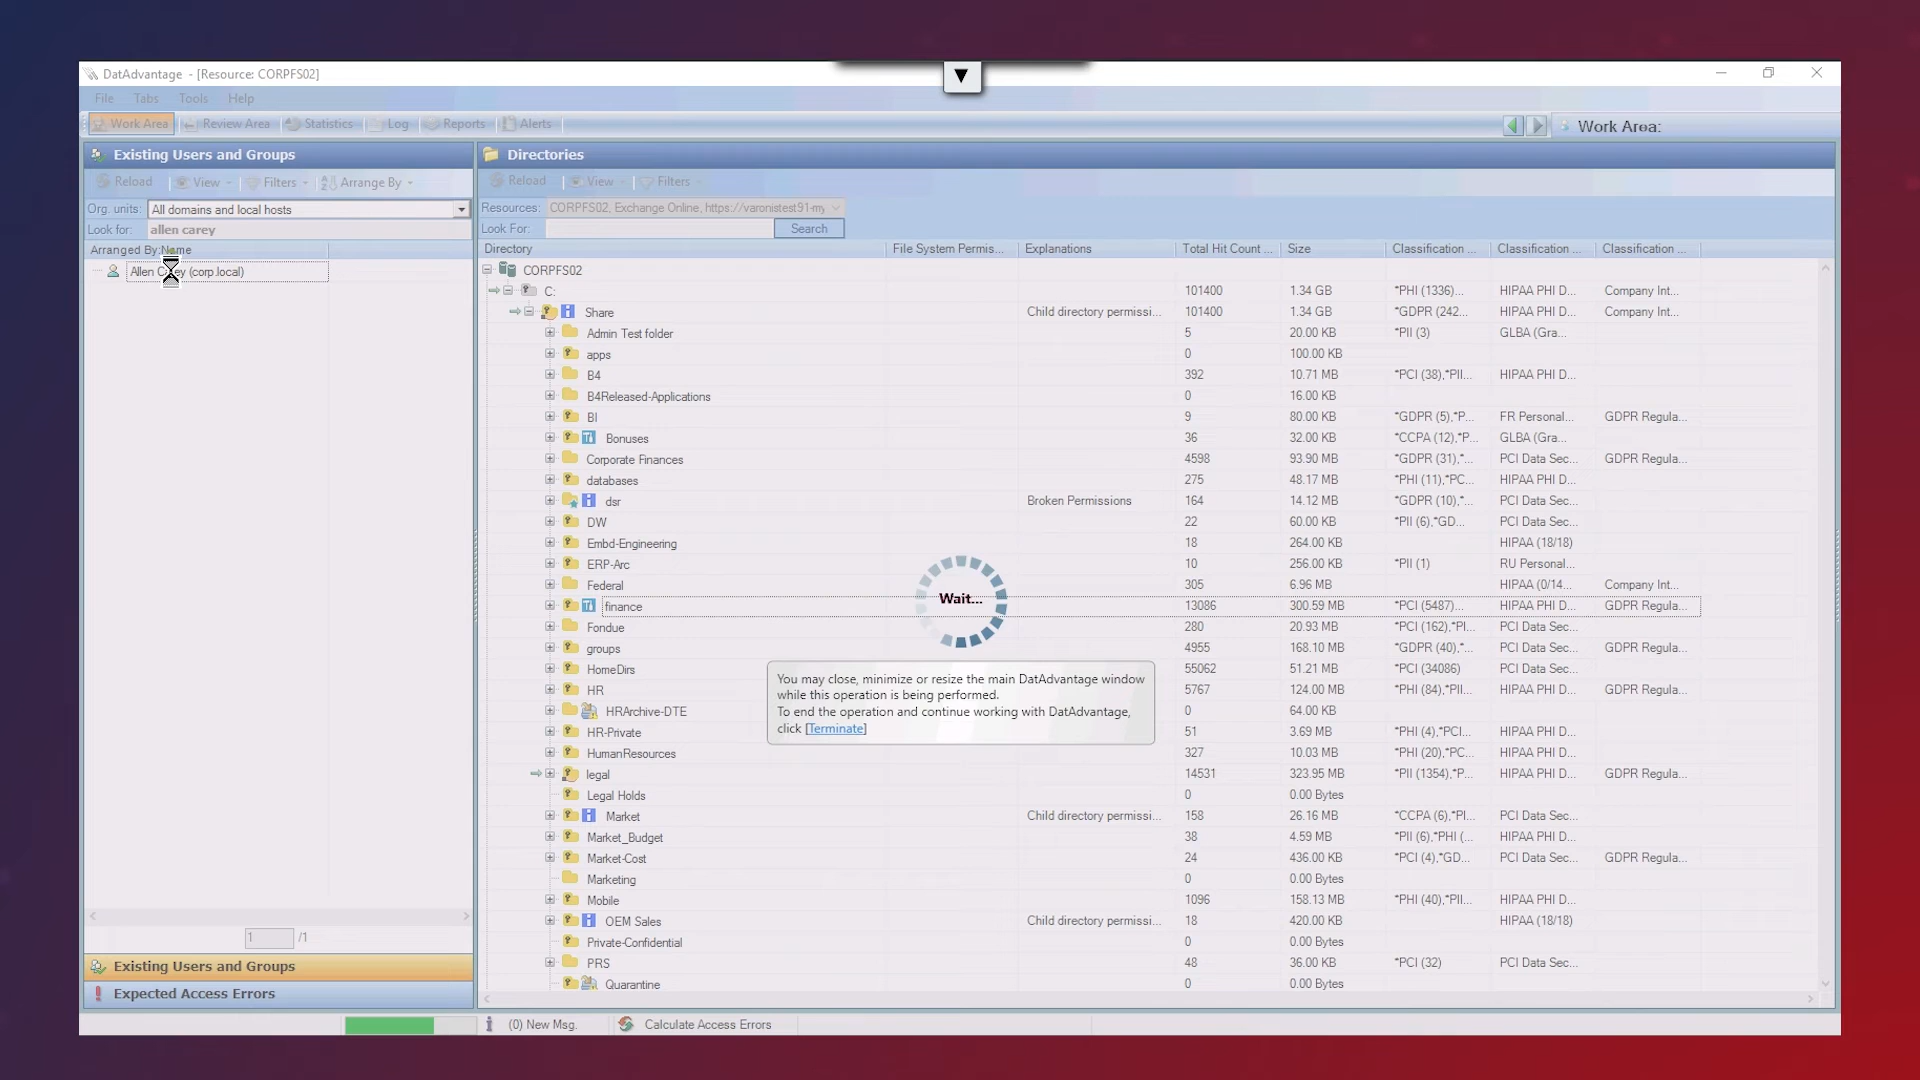 DatAdvantage - [Resource: CORPFS02]
File Tabs Tools Help
Work Area Review Area Statistics Log Reports Alerts Work Area:
Existing Users and Groups
Reload View Filters Arrange By
Org. units: All domains and local hosts
Look for: allen carey
Arranged By:Name
Allen Carey (corp.local)
1 /1
Existing Users and Groups
Expected Access Errors
Directories
Reload View Filters
Resources: CORPFS02, Exchange Online, https://varonistest91-my
Look For: Search
Directory File System Permis... Explanations Total Hit Count ... Size Classification ... Classification ... Classification ...
CORPFS02
C: 101400 1.34 GB *PHI (1336)... HIPAA PHI D... Company Int...
Share Child directory permissi... 101400 1.34 GB *GDPR (242... HIPAA PHI D... Company Int...
Admin Test folder 5 20.00 KB *PII (3) GLBA (Gra...
apps 0 100.00 KB
B4 392 10.71 MB *PCI (38),*PII... HIPAA PHI D...
B4Released-Applications 0 16.00 KB
BI 9 80.00 KB *GDPR (5),*P... FR Personal... GDPR Regula...
Bonuses 36 32.00 KB *CCPA (12),*P... GLBA (Gra...
Corporate Finances 4598 93.90 MB *GDPR (31),*... PCI Data Sec... GDPR Regula...
databases 275 48.17 MB *PHI (11),*PC... HIPAA PHI D...
dsr Broken Permissions 164 14.12 MB *GDPR (10),*... PCI Data Sec...
DW 22 60.00 KB *PII (6),*GD... PCI Data Sec...
Embd-Engineering 18 264.00 KB HIPAA (18/18)
ERP-Arc 10 256.00 KB *PII (1) RU Personal...
Federal 305 6.96 MB HIPAA (0/14... Company Int...
finance 13086 300.59 MB *PCI (5487)... HIPAA PHI D... GDPR Regula...
Fondue 280 20.93 MB *PCI (162),*PI... PCI Data Sec...
groups 4955 168.10 MB *GDPR (40),*... PCI Data Sec... GDPR Regula...
HomeDirs 55062 51.21 MB *PCI (34086) PCI Data Sec...
HR 5767 124.00 MB *PHI (84),*PII... HIPAA PHI D... GDPR Regula...
HRArchive-DTE 0 64.00 KB
HR-Private 51 3.69 MB *PHI (4),*PCI... HIPAA PHI D...
HumanResources 327 10.03 MB *PHI (20),*PC... HIPAA PHI D...
legal 14531 323.95 MB *PII (1354),*P... HIPAA PHI D... GDPR Regula...
Legal Holds 0 0.00 Bytes
Market Child directory permissi... 158 26.16 MB *CCPA (6),*PI... PCI Data Sec...
Market_Budget 38 4.59 MB *PII (6),*PHI (... HIPAA PHI D...
Market-Cost 24 436.00 KB *PCI (4),*GD... PCI Data Sec... GDPR Regula...
Marketing 0 0.00 Bytes
Mobile 1096 158.13 MB *PHI (40),*PII... HIPAA PHI D...
OEM Sales Child directory permissi... 18 420.00 KB HIPAA (18/18)
Private-Confidential 0 0.00 Bytes
PRS 48 36.00 KB *PCI (32) PCI Data Sec...
Quarantine 0 0.00 Bytes
Wait...
You may close, minimize or resize the main DatAdvantage window
while this operation is being performed.
To end the operation and continue working with DatAdvantage,
click [Terminate]
(0) New Msg. Calculate Access Errors